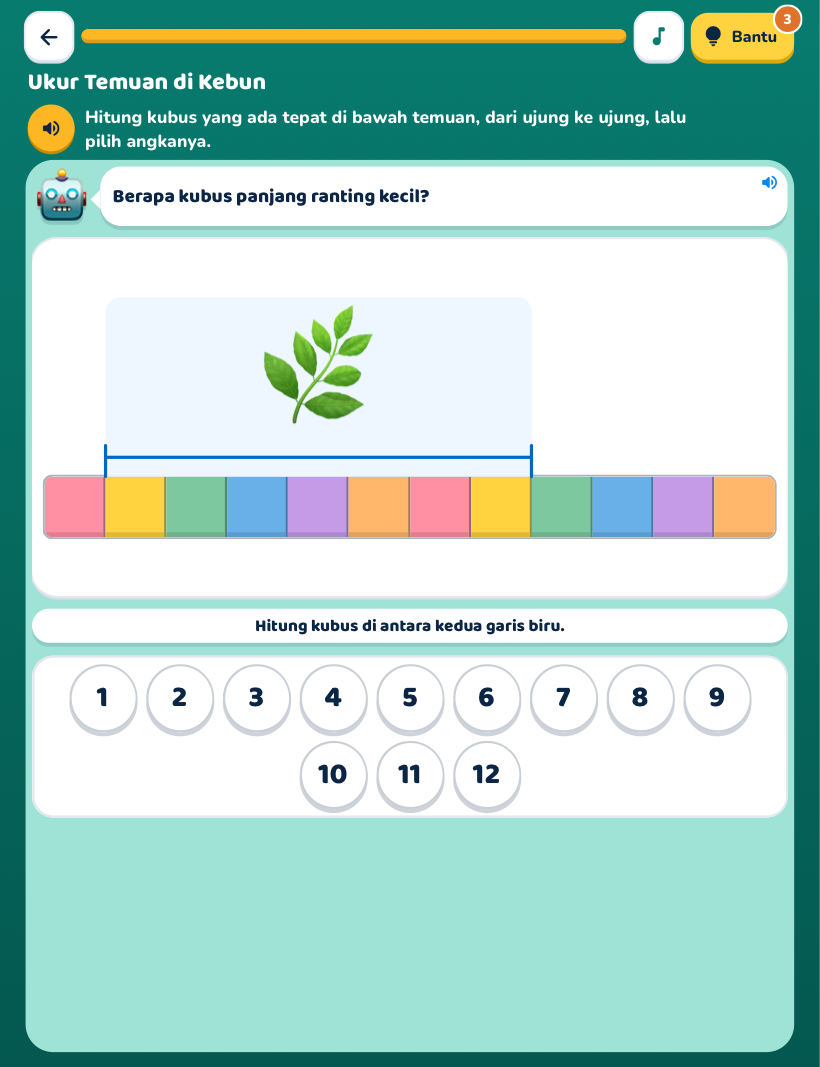 3
Bantu
Ukur Temuan di Kebun
Hitung kubus yang ada tepat di bawah temuan, dari ujung ke ujung, lalu
pilih angkanya.
Berapa kubus panjang ranting kecil?
Hitung kubus di antara kedua garis biru.
1 2 3 4 5 6 7 8 9
10 11 12